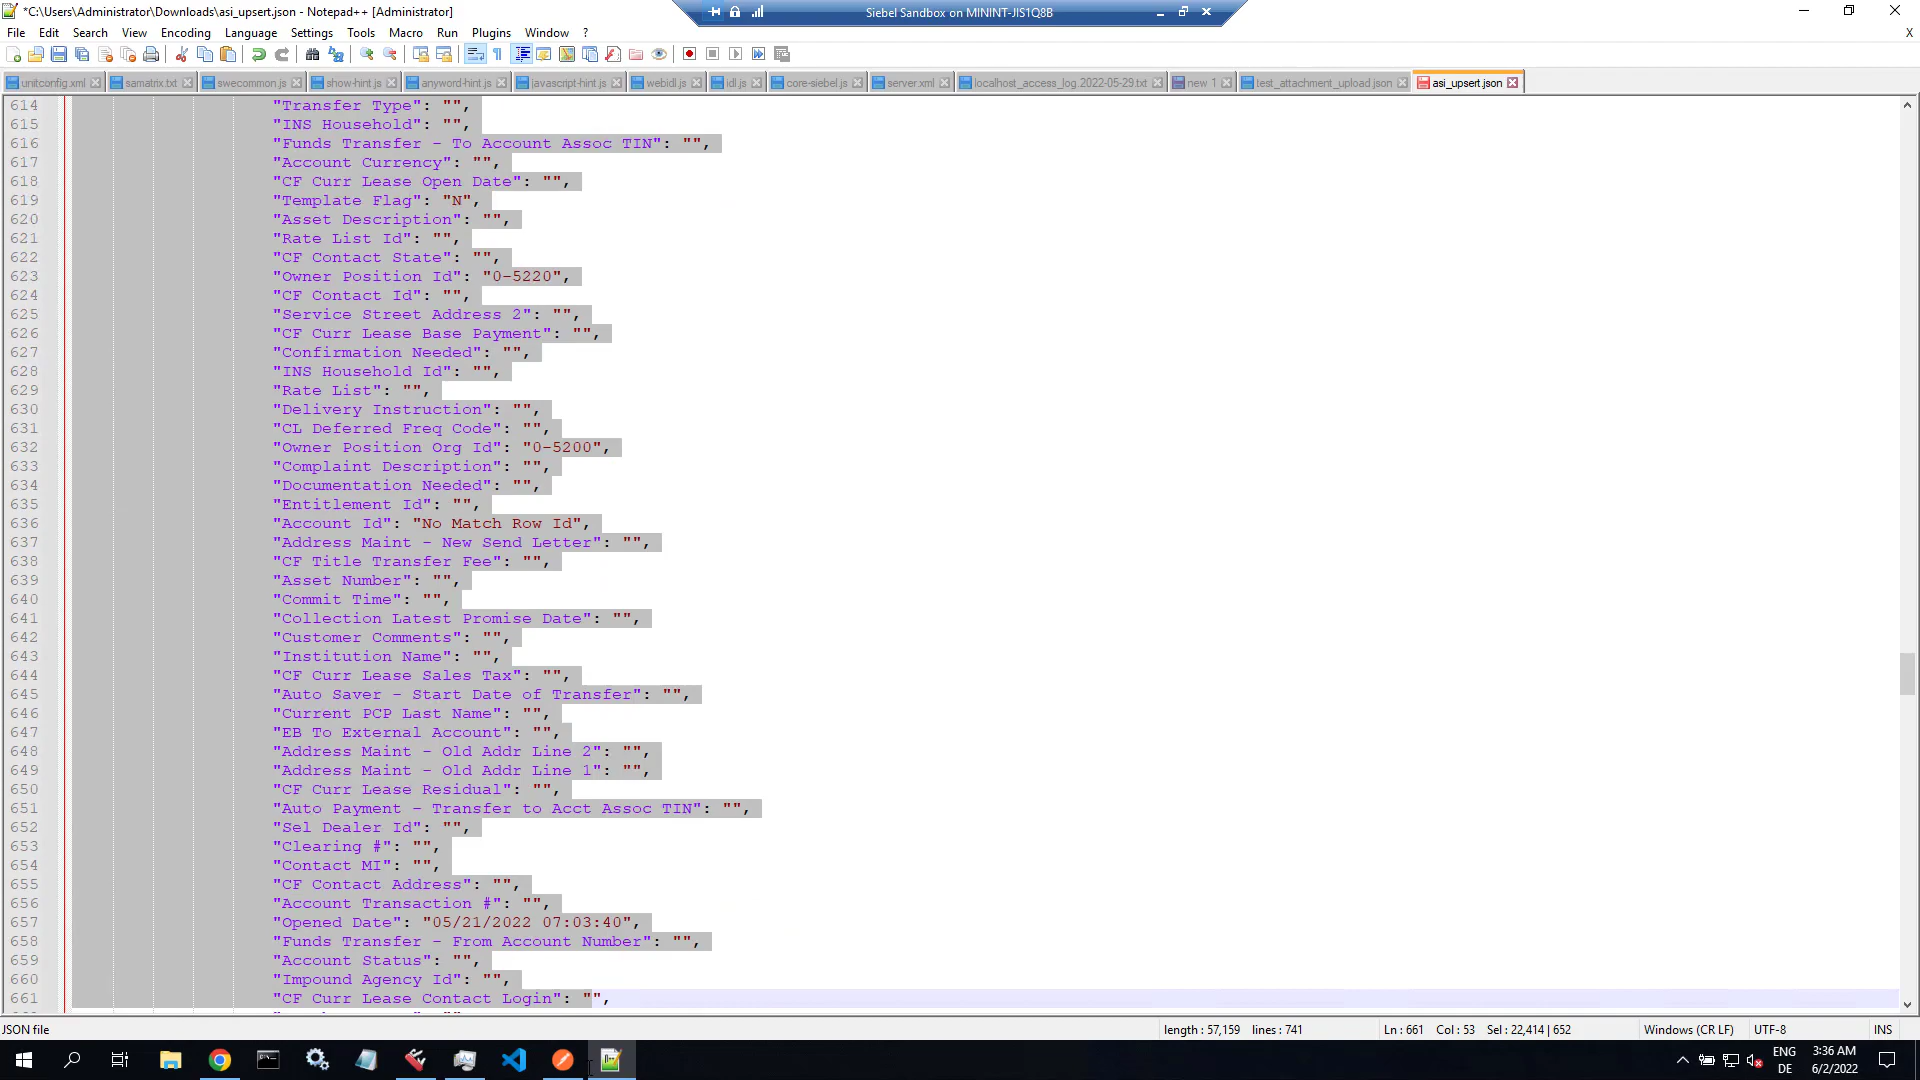 *C:\Users\Administrator\Downloads\asi_upsert.json - Notepad++ [Administrator]
Siebel Sandbox on MININT-JIS1Q8B
File Edit Search View Encoding Language Settings Tools Macro Run Plugins Window ? X
unitconfig.xml samatrix.txt swecommon.js show-hint.js anyword-hint.js javascript-hint.js webidl.js idl.js core-siebel.js server.xml localhost_access_log.2022-05-29.txt new 1 test_attachment_upload.json asi_upsert.json
614 "Transfer Type": "",
615 "INS Household": "",
616 "Funds Transfer - To Account Assoc TIN": "",
617 "Account Currency": "",
618 "CF Curr Lease Open Date": "",
619 "Template Flag": "N",
620 "Asset Description": "",
621 "Rate List Id": "",
622 "CF Contact State": "",
623 "Owner Position Id": "0-5220",
624 "CF Contact Id": "",
625 "Service Street Address 2": "",
626 "CF Curr Lease Base Payment": "",
627 "Confirmation Needed": "",
628 "INS Household Id": "",
629 "Rate List": "",
630 "Delivery Instruction": "",
631 "CL Deferred Freq Code": "",
632 "Owner Position Org Id": "0-5200",
633 "Complaint Description": "",
634 "Documentation Needed": "",
635 "Entitlement Id": "",
636 "Account Id": "No Match Row Id",
637 "Address Maint - New Send Letter": "",
638 "CF Title Transfer Fee": "",
639 "Asset Number": "",
640 "Commit Time": "",
641 "Collection Latest Promise Date": "",
642 "Customer Comments": "",
643 "Institution Name": "",
644 "CF Curr Lease Sales Tax": "",
645 "Auto Saver - Start Date of Transfer": "",
646 "Current PCP Last Name": "",
647 "EB To External Account": "",
648 "Address Maint - Old Addr Line 2": "",
649 "Address Maint - Old Addr Line 1": "",
650 "CF Curr Lease Residual": "",
651 "Auto Payment - Transfer to Acct Assoc TIN": "",
652 "Sel Dealer Id": "",
653 "Clearing #": "",
654 "Contact MI": "",
655 "CF Contact Address": "",
656 "Account Transaction #": "",
657 "Opened Date": "05/21/2022 07:03:40",
658 "Funds Transfer - From Account Number": "",
659 "Account Status": "",
660 "Impound Agency Id": "",
661 "CF Curr Lease Contact Login": "",
JSON file length : 57,159 lines : 741 Ln : 661 Col : 53 Sel : 22,414 | 652 Windows (CR LF) UTF-8 INS
ENG 3:36 AM
DE 6/2/2022